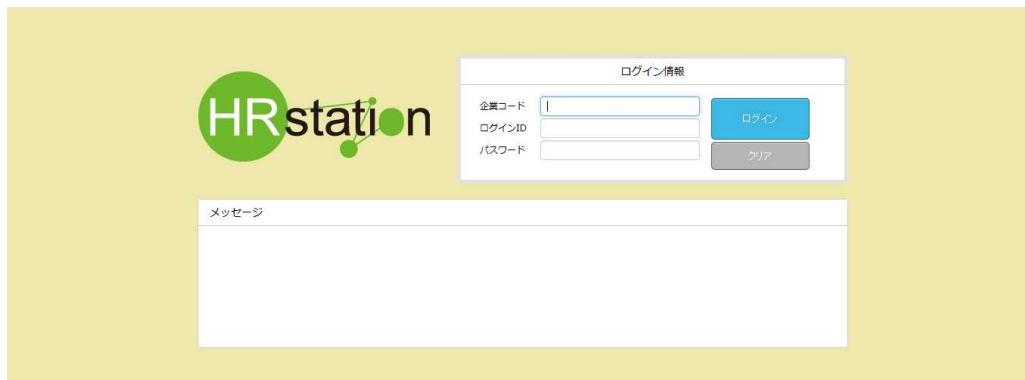 HRstation
ログイン情報
企業コード
ログインID
パスワード
ログイン
クリア
メッセージ